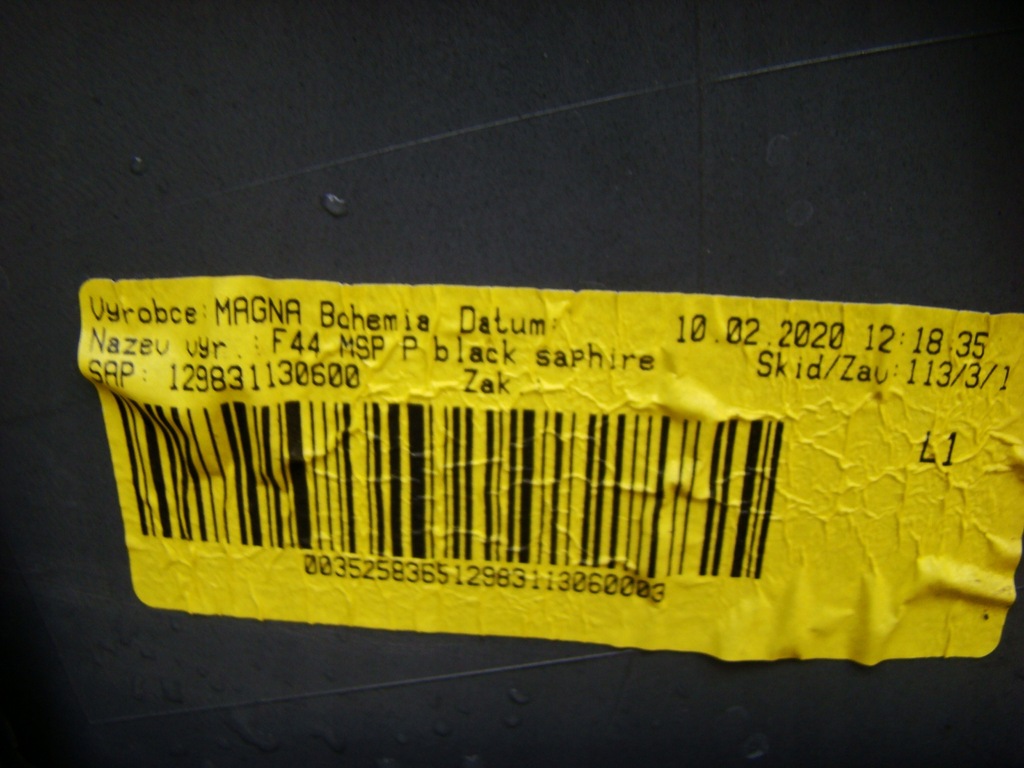 Vyrobce: MAGNA Bohemia Datum: 10.02.2020 12:18:35
Nazev vyr.: F44 MSP P black saphire Skid/Zav: 113/3/1
SAP: 129831130600 Zak :
L1
003525836512983113060003